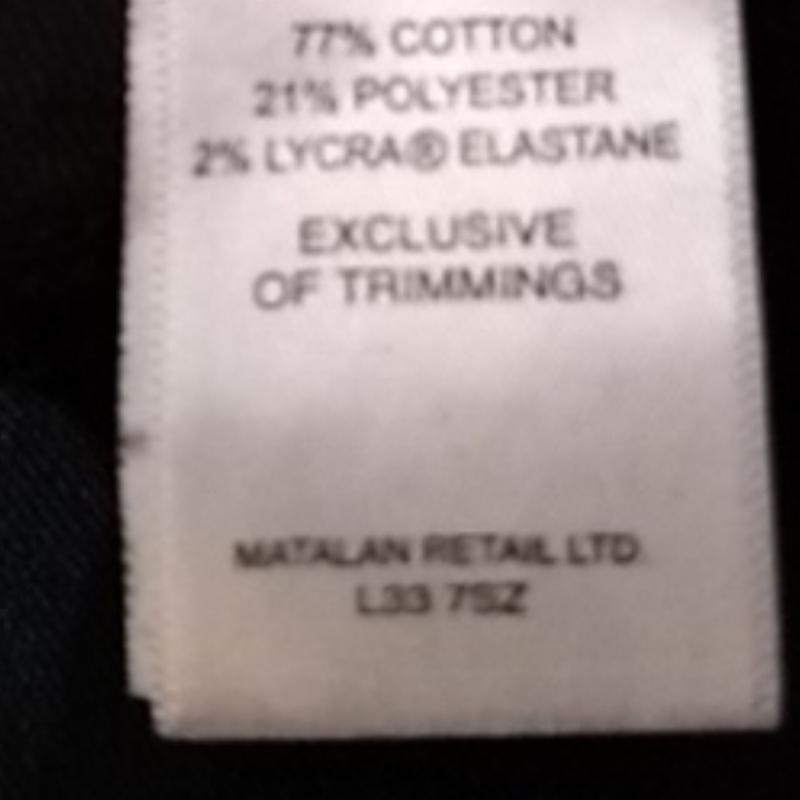 77% COTTON
21% POLYESTER
2% LYCRA® ELASTANE
EXCLUSIVE
OF TRIMMINGS
MATALAN RETAIL LTD.
L33 7SZ